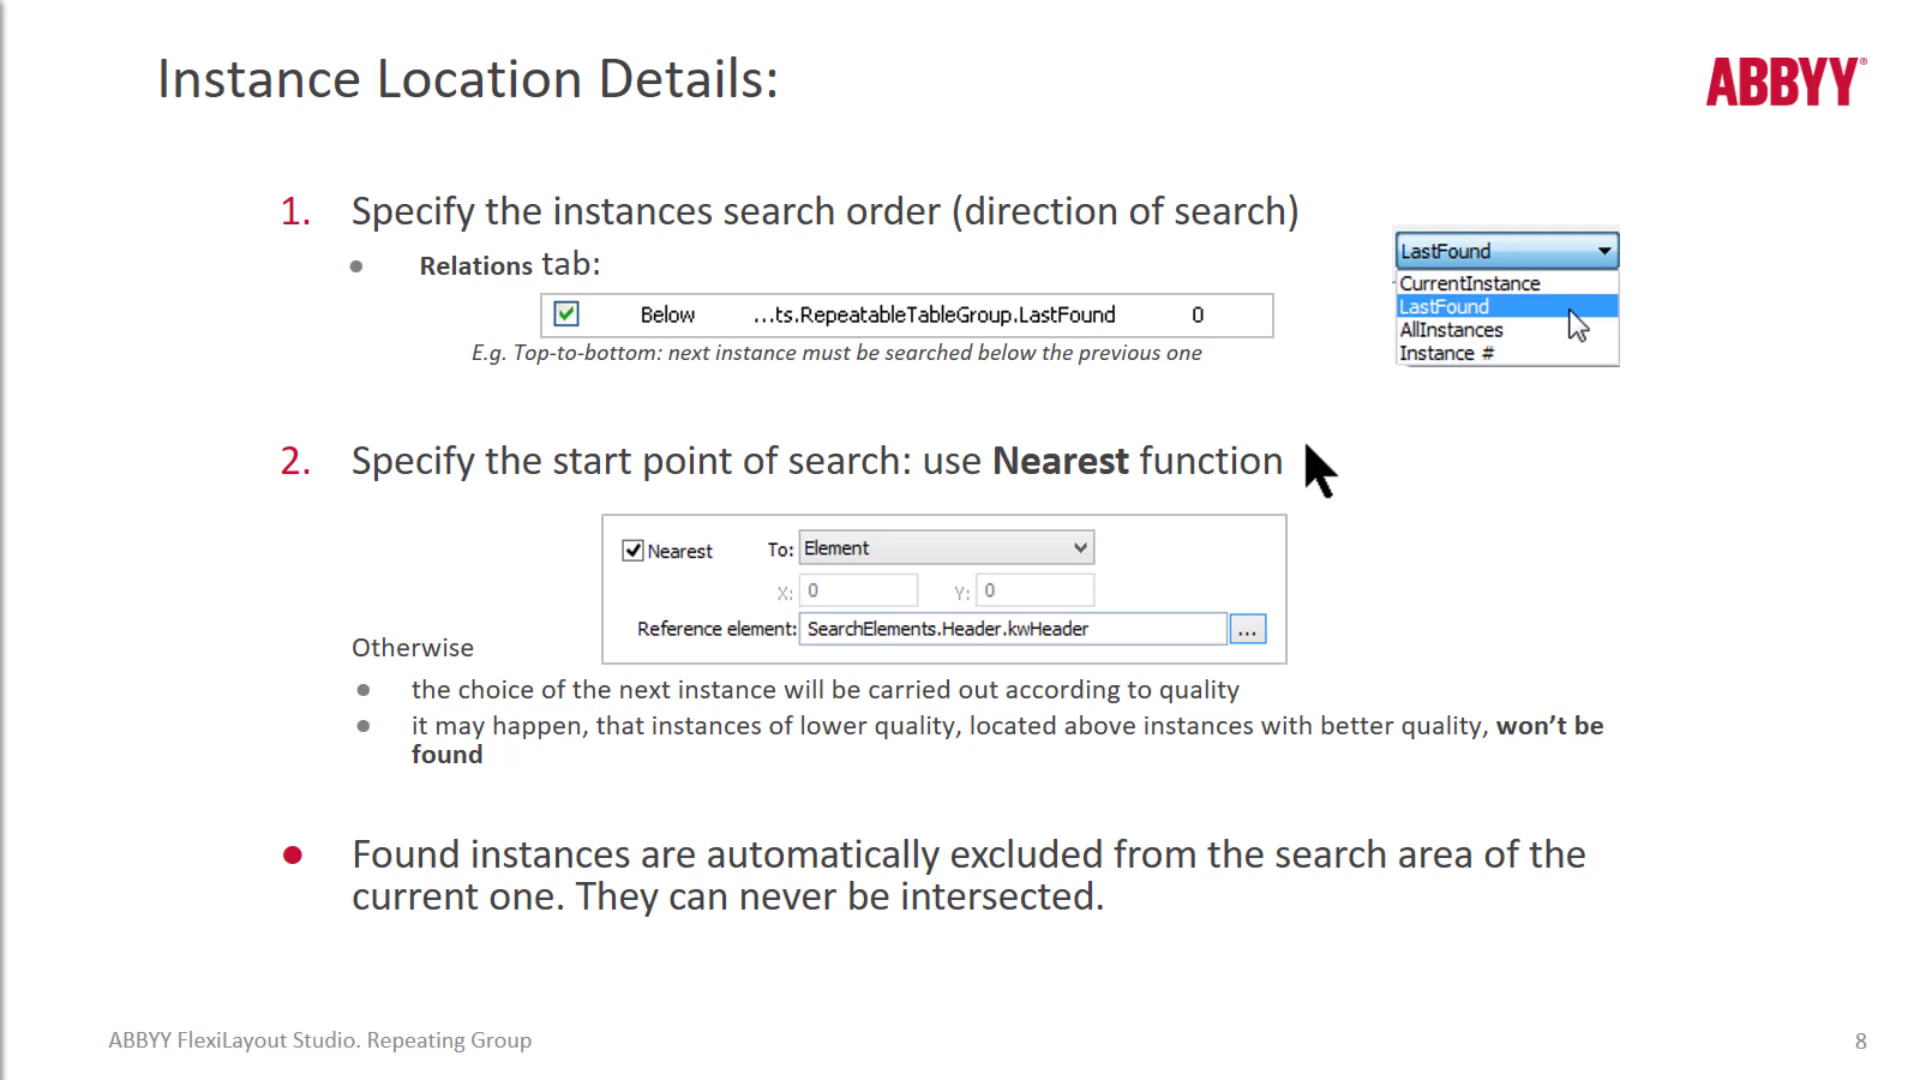 Instance Location Details:
ABBYY®
1. Specify the instances search order (direction of search)
● Relations tab:
Below ...ts.RepeatableTableGroup.LastFound 0
E.g. Top-to-bottom: next instance must be searched below the previous one
LastFound
CurrentInstance
LastFound
AllInstances
Instance #
2. Specify the start point of search: use Nearest function
Nearest To: Element
X: 0 Y: 0
Reference element: SearchElements.Header.kwHeader ...
Otherwise
● the choice of the next instance will be carried out according to quality
● it may happen, that instances of lower quality, located above instances with better quality, won’t be
found
● Found instances are automatically excluded from the search area of the
current one. They can never be intersected.
ABBYY FlexiLayout Studio. Repeating Group
8